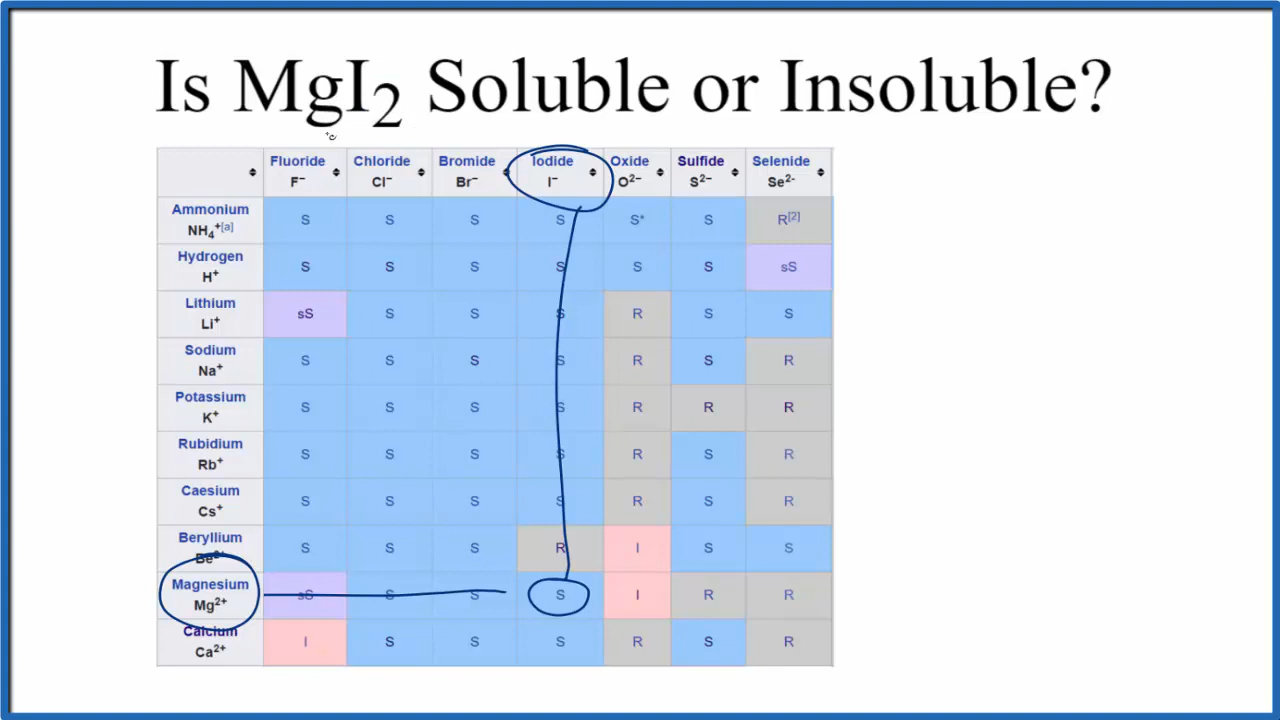 Is MgI2 Soluble or Insoluble?
Fluoride Chloride Bromide Iodide Oxide Sulfide Selenide
F⁻ Cl⁻ Br⁻ I⁻ O²⁻ S²⁻ Se²⁻
Ammonium
NH₄⁺[a] S S S S S* S R[2]
Hydrogen
H⁺ S S S S S S sS
Lithium
Li⁺ sS S S S R S S
Sodium
Na⁺ S S S S R S R
Potassium
K⁺ S S S S R R R
Rubidium
Rb⁺ S S S S R S R
Caesium
Cs⁺ S S S S R S R
Beryllium
Be²⁺ S S S R I S S
Magnesium
Mg²⁺ sS S S S I R R
Calcium
Ca²⁺ I S S S R S R